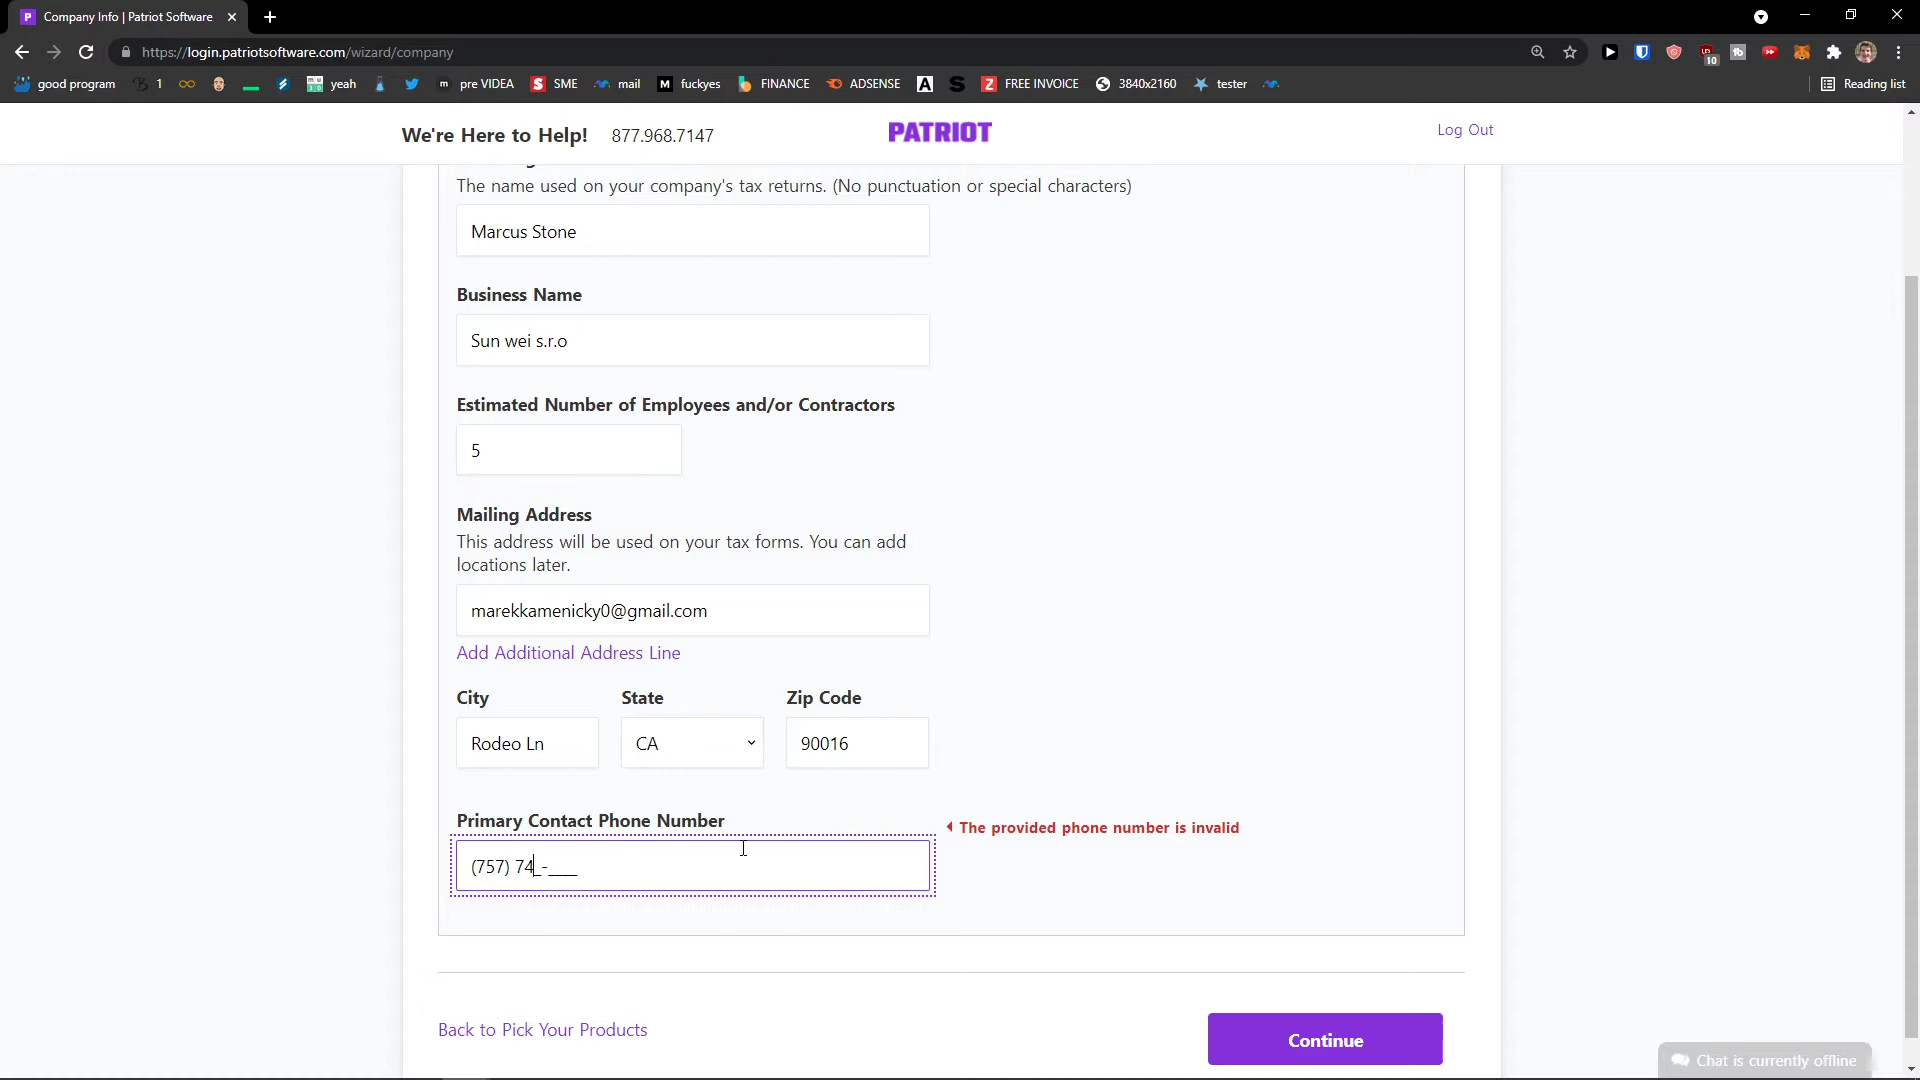 Company Info | Patriot Software
https://login.patriotsoftware.com/wizard/company
good program
1
yeah
pre VIDEA
SME
mail
fuckyes
FINANCE
ADSENSE
FREE INVOICE
3840x2160
tester
Reading list
We're Here to Help!
877.968.7147
PATRIOT
Log Out
The name used on your company's tax returns. (No punctuation or special characters)
Marcus Stone
Business Name
Sun wei s.r.o
Estimated Number of Employees and/or Contractors
5
Mailing Address
This address will be used on your tax forms. You can add
locations later.
marekkamenicky0@gmail.com
Add Additional Address Line
City
State
Zip Code
Rodeo Ln
CA
90016
Primary Contact Phone Number
The provided phone number is invalid
(757) 74_-____
Back to Pick Your Products
Continue
Chat is currently offline